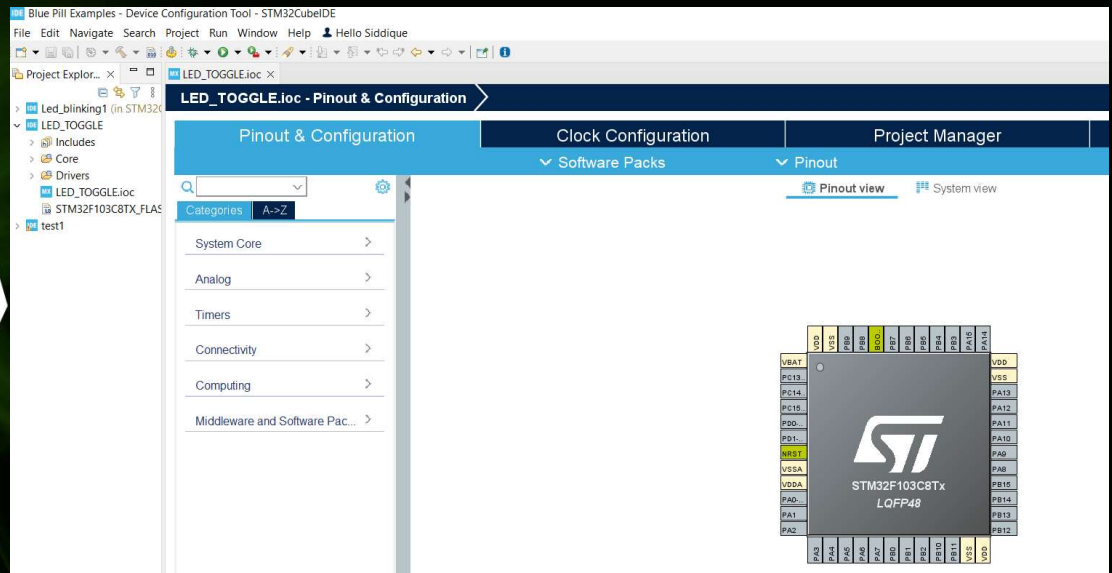 IDE Blue Pill Examples - Device Configuration Tool - STM32CubeIDE
File Edit Navigate Search Project Run Window Help Hello Siddique
Project Explor... LED_TOGGLE.ioc
LED_TOGGLE.ioc - Pinout & Configuration
Led_blinking1 (in STM32
LED_TOGGLE
Includes
Core
Drivers
LED_TOGGLE.ioc
STM32F103C8TX_FLAS
test1
Pinout & Configuration Clock Configuration Project Manager
Software Packs Pinout
Pinout view System view
Categories A->Z
System Core
Analog
Timers
Connectivity
Computing
Middleware and Software Pac...
VDD VSS PB9 PB8 BOO.. PB7 PB6 PB5 PB4 PB3 PA15 PA14
VBAT
PC13..
PC14..
PC15..
PD0-..
PD1-..
NRST
VSSA
VDDA
PA0-..
PA1
PA2
STM32F103C8Tx
LQFP48
VDD
VSS
PA13
PA12
PA11
PA10
PA9
PA8
PB15
PB14
PB13
PB12
PA3 PA4 PA5 PA6 PA7 PB0 PB1 PB2 PB10 PB11 VSS VDD